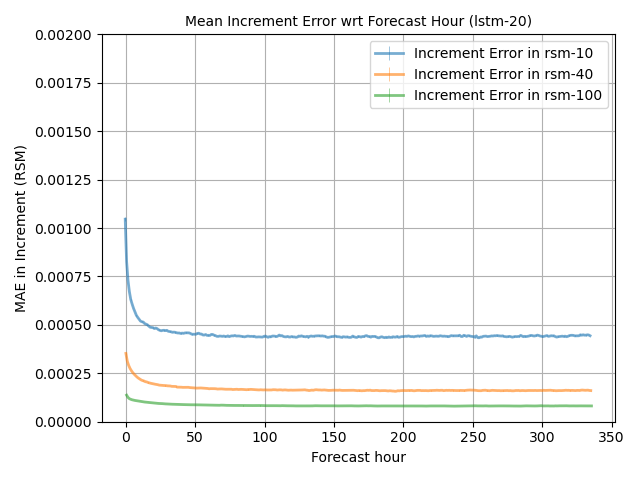 Mean Increment Error wrt Forecast Hour (lstm-20)
0.00200
0.00175
0.00150
0.00125
0.00100
0.00075
0.00050
0.00025
0.00000
MAE in Increment (RSM)
Increment Error in rsm-10
Increment Error in rsm-40
Increment Error in rsm-100
0 50 100 150 200 250 300 350
Forecast hour